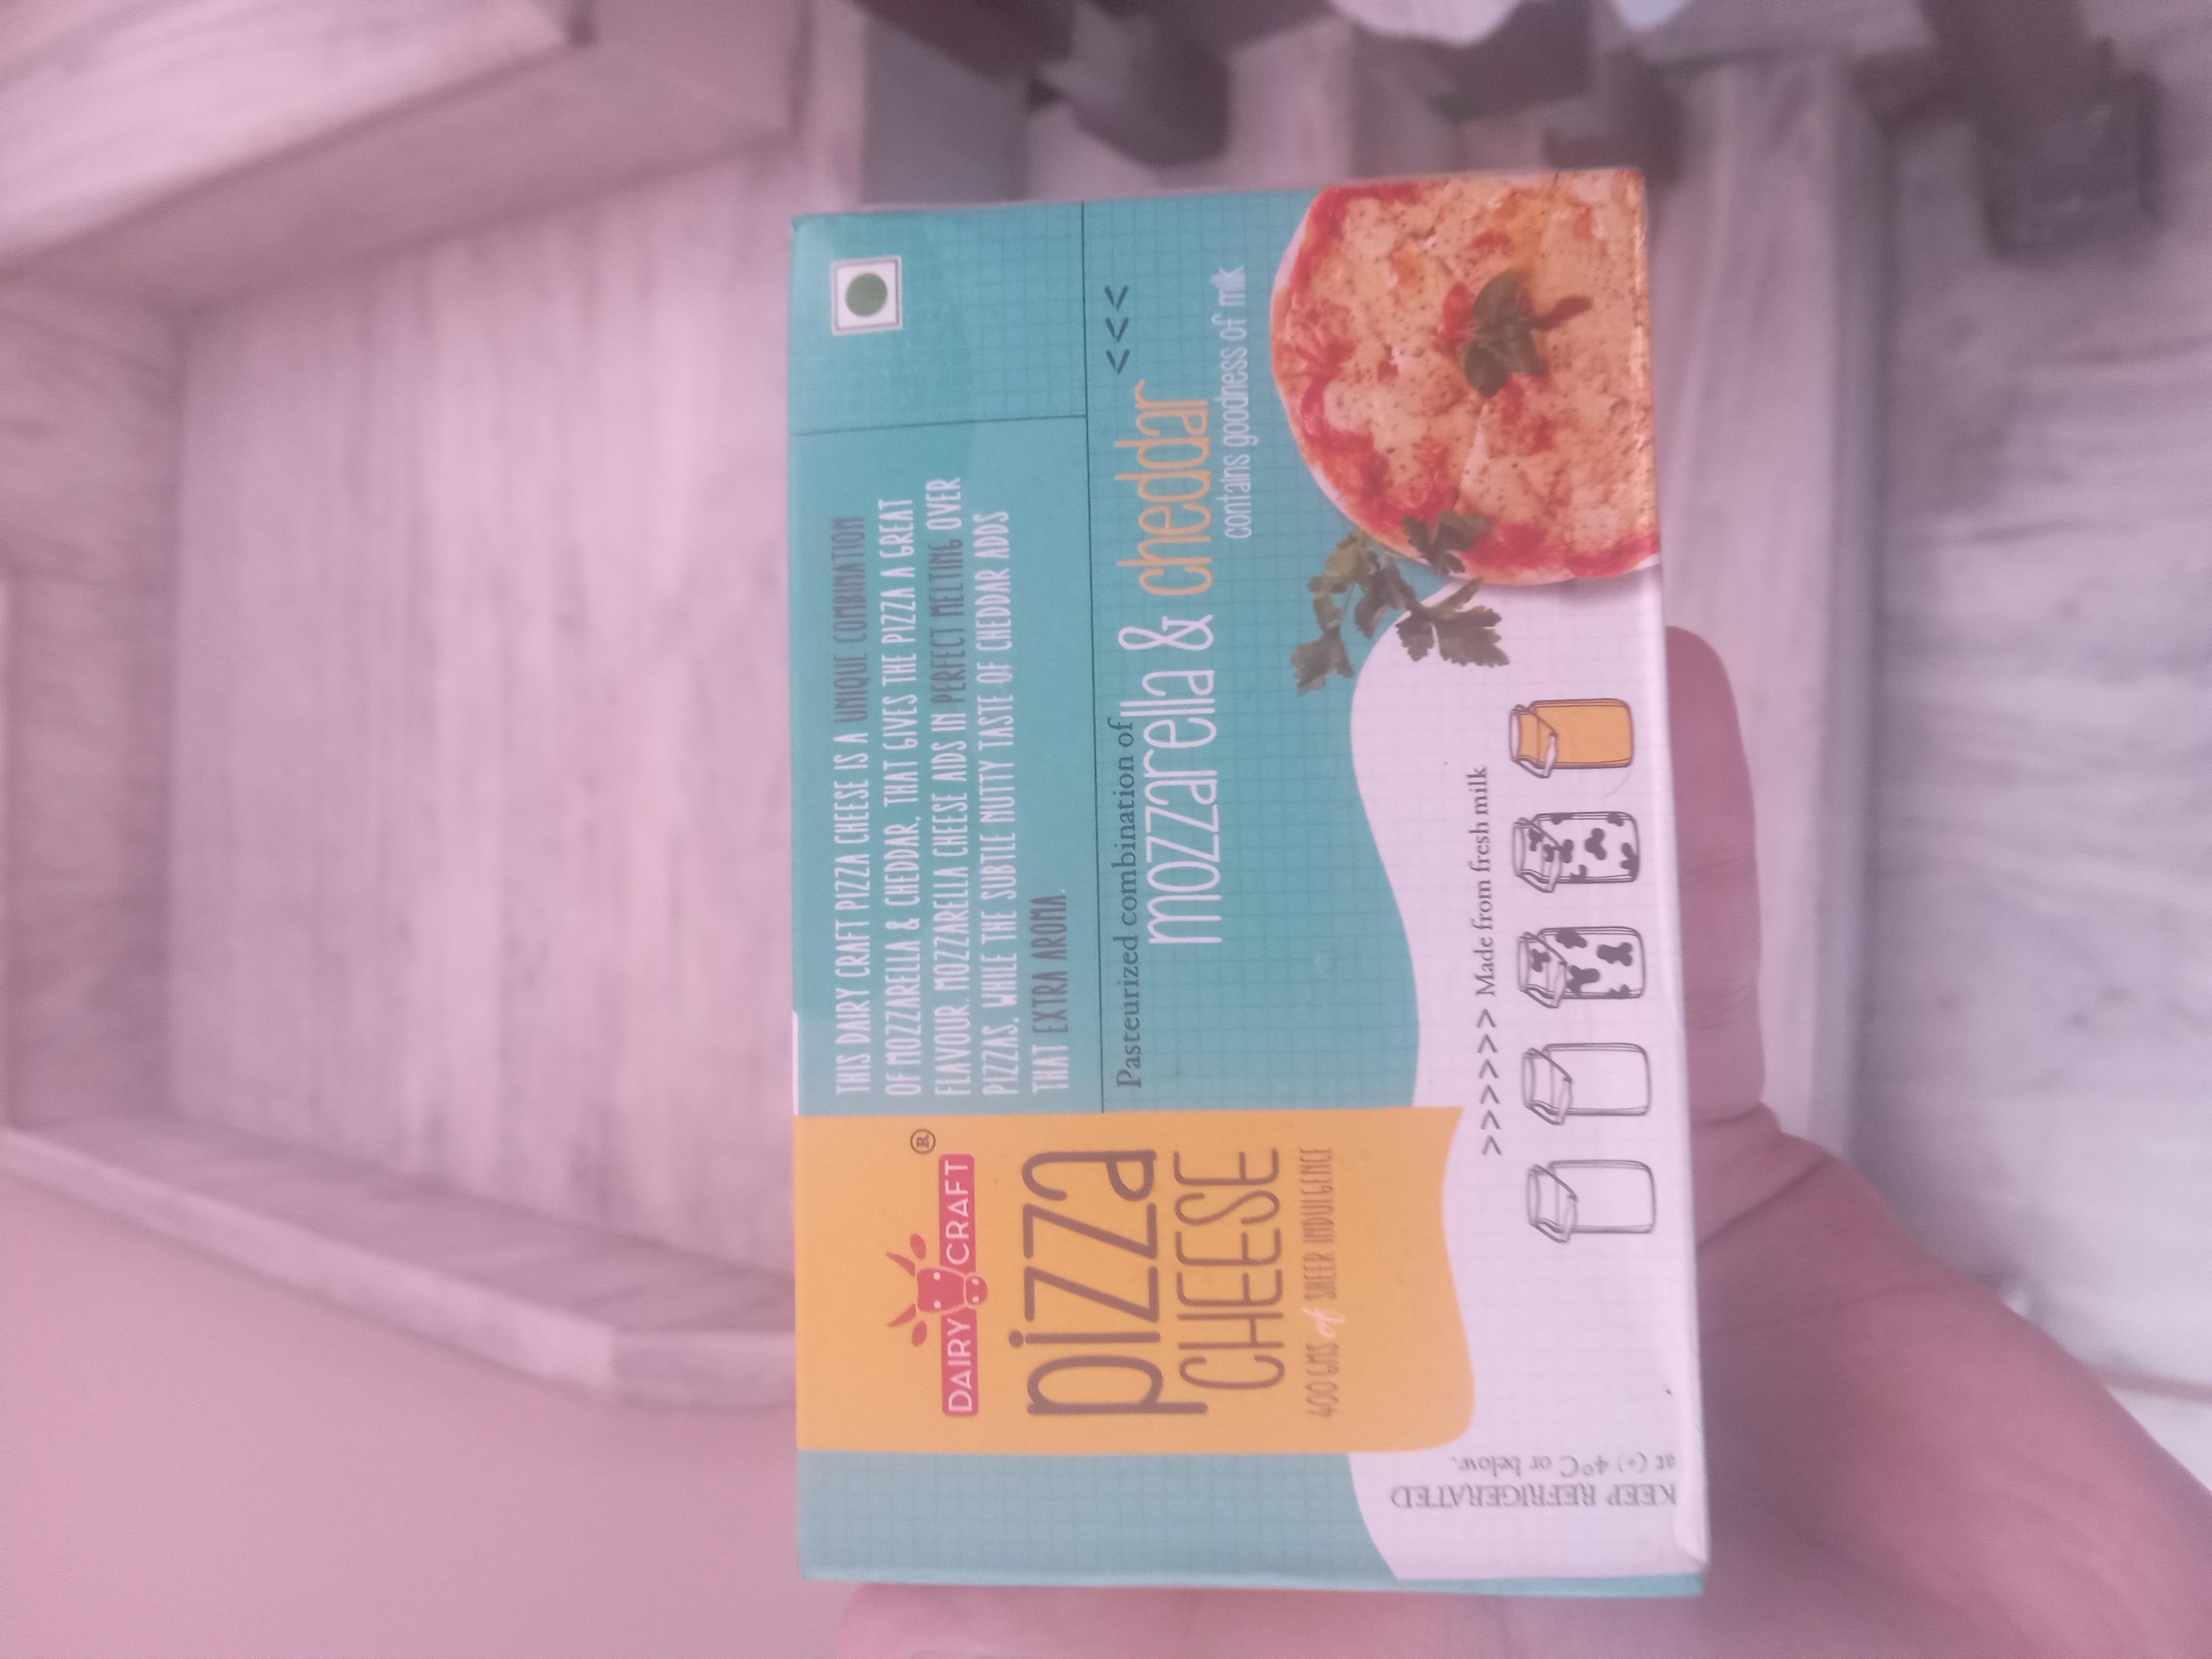 DAIRY CRAFT ®
pizza
CHEESE
400 GMS of SHEER INDULGENCE
THIS DAIRY CRAFT PIZZA CHEESE IS A UNIQUE COMBINATION
OF MOZZARELLA & CHEDDAR, THAT GIVES THE PIZZA A GREAT
FLAVOUR. MOZZARELLA CHEESE AIDS IN PERFECT MELTING OVER
PIZZAS, WHILE THE SUBTLE NUTTY TASTE OF CHEDDAR ADDS
THAT EXTRA AROMA.
Pasteurized combination of
mozzarella & cheddar <<<
contains goodness of milk
>>>>>>> Made from fresh milk
KEEP REFRIGERATED
at (+) 4°C or below.